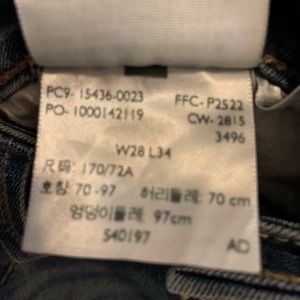 PC9- 15436-0023 FFC- P2522
PO- 1000142119 CW- 2815
3496
W28 L34
尺码: 170/72A
호칭: 70 -97 허리둘레: 70 cm
엉덩이둘레: 97cm
S40197 AD